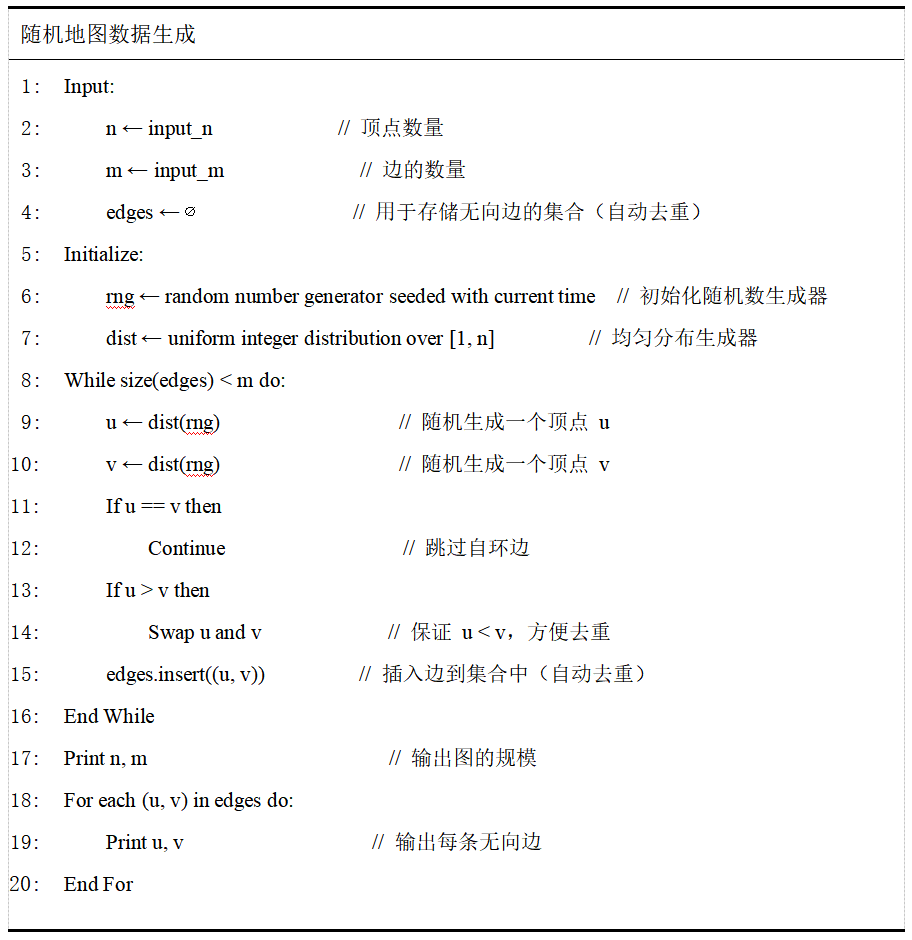 随机地图数据生成
1: Input:
2: n ← input_n // 顶点数量
3: m ← input_m // 边的数量
4: edges ← ∅ // 用于存储无向边的集合（自动去重）
5: Initialize:
6: rng ← random number generator seeded with current time // 初始化随机数生成器
7: dist ← uniform integer distribution over [1, n] // 均匀分布生成器
8: While size(edges) < m do:
9: u ← dist(rng) // 随机生成一个顶点 u
10: v ← dist(rng) // 随机生成一个顶点 v
11: If u == v then
12: Continue // 跳过自环边
13: If u > v then
14: Swap u and v // 保证 u < v，方便去重
15: edges.insert((u, v)) // 插入边到集合中（自动去重）
16: End While
17: Print n, m // 输出图的规模
18: For each (u, v) in edges do:
19: Print u, v // 输出每条无向边
20: End For